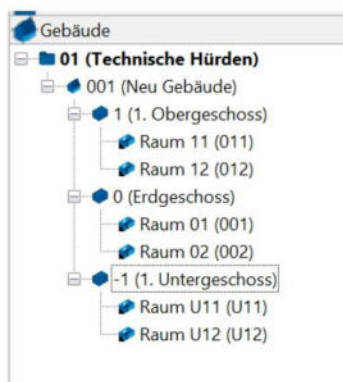 Gebäude
01 (Technische Hürden)
001 (Neu Gebäude)
1 (1. Obergeschoss)
Raum 11 (011)
Raum 12 (012)
0 (Erdgeschoss)
Raum 01 (001)
Raum 02 (002)
-1 (1. Untergeschoss)
Raum U11 (U11)
Raum U12 (U12)